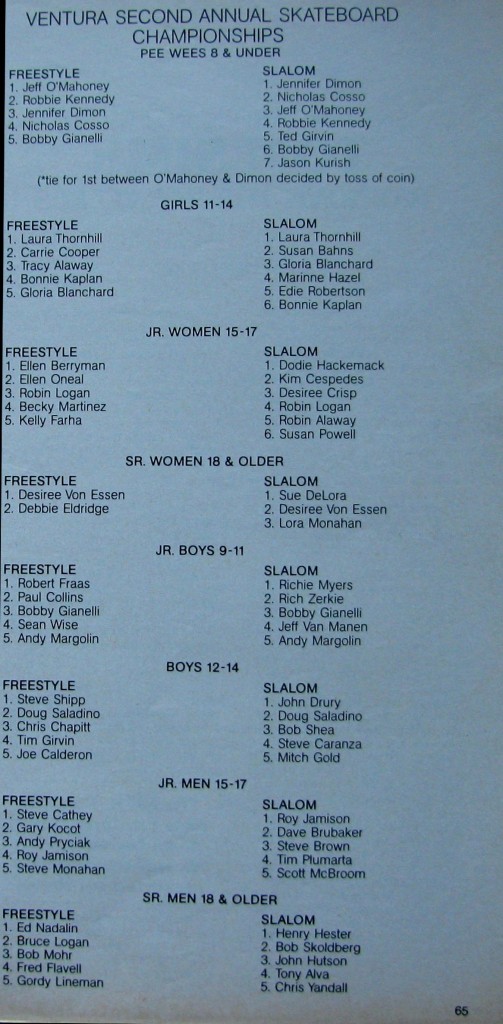 VENTURA SECOND ANNUAL SKATEBOARD
CHAMPIONSHIPS
PEE WEES 8 & UNDER
FREESTYLE
1. Jeff O'Mahoney
2. Robbie Kennedy
3. Jennifer Dimon
4. Nicholas Cosso
5. Bobby Gianelli
SLALOM
1. Jennifer Dimon
2. Nicholas Cosso
3. Jeff O'Mahoney
4. Robbie Kennedy
5. Ted Girvin
6. Bobby Gianelli
7. Jason Kurish
(*tie for 1st between O'Mahoney & Dimon decided by toss of coin)
GIRLS 11-14
FREESTYLE
1. Laura Thornhill
2. Carrie Cooper
3. Tracy Alaway
4. Bonnie Kaplan
5. Gloria Blanchard
SLALOM
1. Laura Thornhill
2. Susan Bahns
3. Gloria Blanchard
4. Marinne Hazel
5. Edie Robertson
6. Bonnie Kaplan
JR. WOMEN 15-17
FREESTYLE
1. Ellen Berryman
2. Ellen Oneal
3. Robin Logan
4. Becky Martinez
5. Kelly Farha
SLALOM
1. Dodie Hackemack
2. Kim Cespedes
3. Desiree Crisp
4. Robin Logan
5. Robin Alaway
6. Susan Powell
SR. WOMEN 18 & OLDER
FREESTYLE
1. Desiree Von Essen
2. Debbie Eldridge
SLALOM
1. Sue DeLora
2. Desiree Von Essen
3. Lora Monahan
JR. BOYS 9-11
FREESTYLE
1. Robert Fraas
2. Paul Collins
3. Bobby Gianelli
4. Sean Wise
5. Andy Margolin
SLALOM
1. Richie Myers
2. Rich Zerkie
3. Bobby Gianelli
4. Jeff Van Manen
5. Andy Margolin
BOYS 12-14
FREESTYLE
1. Steve Shipp
2. Doug Saladino
3. Chris Chapitt
4. Tim Girvin
5. Joe Calderon
SLALOM
1. John Drury
2. Doug Saladino
3. Bob Shea
4. Steve Caranza
5. Mitch Gold
JR. MEN 15-17
FREESTYLE
1. Steve Cathey
2. Gary Kocot
3. Andy Pryciak
4. Roy Jamison
5. Steve Monahan
SLALOM
1. Roy Jamison
2. Dave Brubaker
3. Steve Brown
4. Tim Plumarta
5. Scott McBroom
SR. MEN 18 & OLDER
FREESTYLE
1. Ed Nadalin
2. Bruce Logan
3. Bob Mohr
4. Fred Flavell
5. Gordy Lineman
SLALOM
1. Henry Hester
2. Bob Skoldberg
3. John Hutson
4. Tony Alva
5. Chris Yandall
65